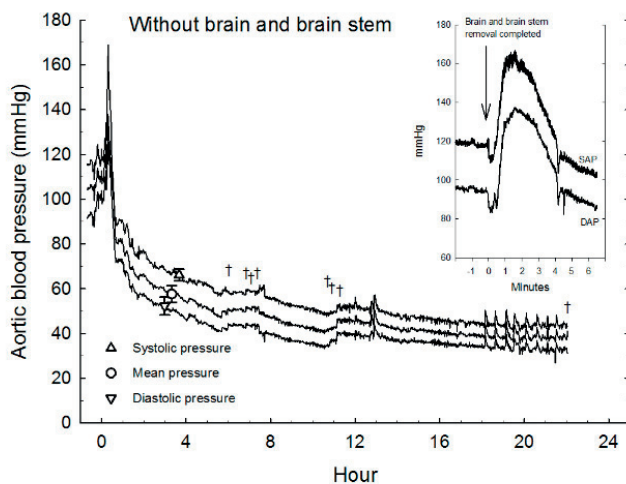 Without brain and brain stem
Aortic blood pressure (mmHg)
180
160
140
120
100
80
60
40
20
0
0
4
8
12
16
20
24
Hour
†
†
†
†
†
†
†
†
Systolic pressure
Mean pressure
Diastolic pressure
Brain and brain stem
removal completed
mmHg
180
160
140
120
100
80
60
SAP
DAP
-1 0 1 2 3 4 5 6
Minutes